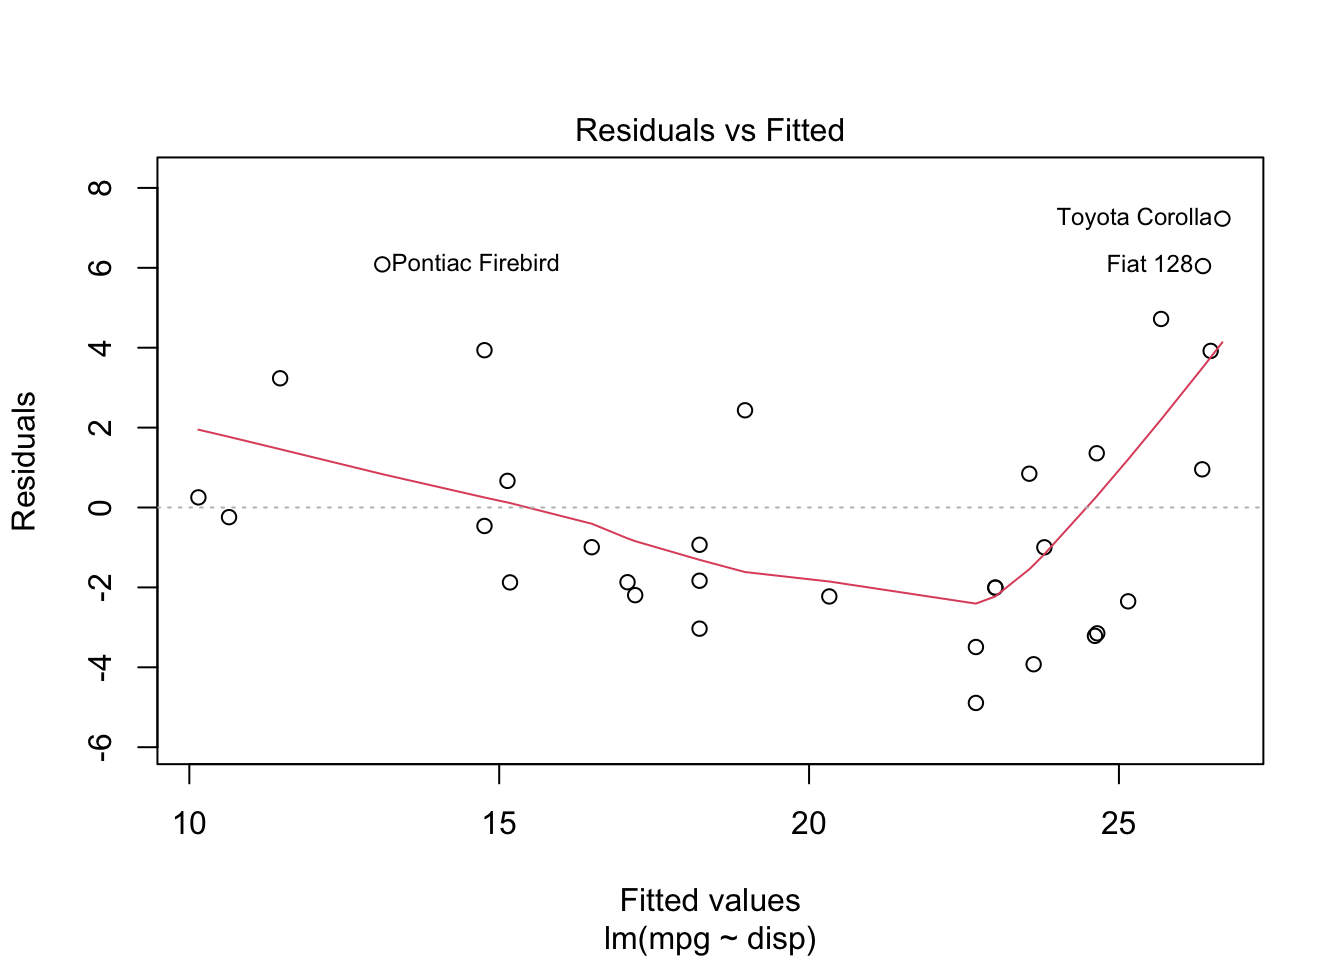 Residuals vs Fitted
8
6
4
2
0
-2
-4
-6
Residuals
Toyota Corolla
Pontiac Firebird
Fiat 128
10
15
20
25
Fitted values
lm(mpg ~ disp)